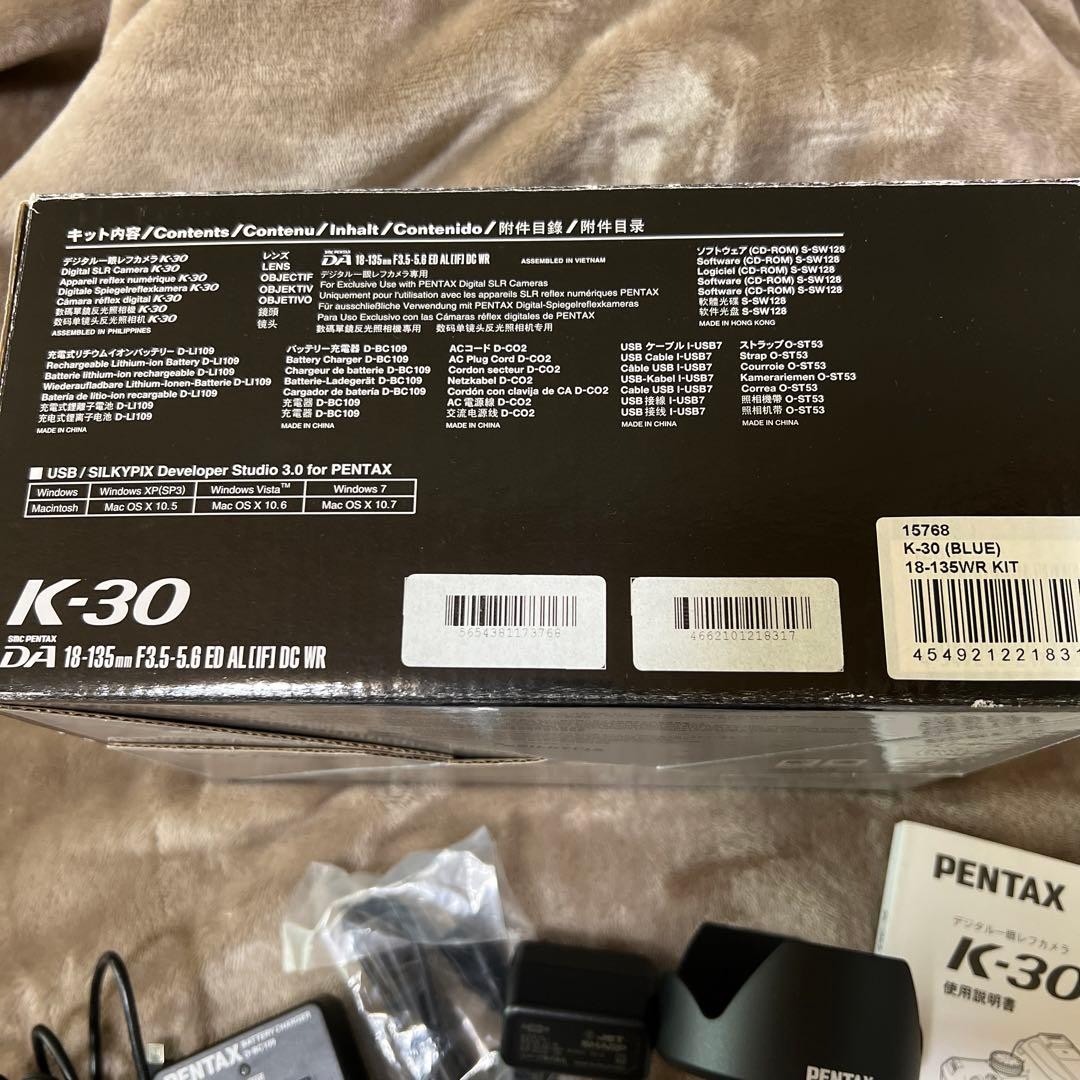 キット内容/Contents/Contenu/Inhalt/Contenido/附件目錄/附件目录
デジタル一眼レフカメラ K-30
Digital SLR Camera K-30
Appareil reflex numérique K-30
Digitale Spiegelreflexkamera K-30
Cámara réflex digital K-30
數碼單鏡反光照相機 K-30
数码单镜头反光照相机 K-30
ASSEMBLED IN PHILIPPINES
レンズ
LENS
OBJECTIF
OBJEKTIV
OBJETIVO
鏡頭
镜头
smc PENTAX
DA 18-135mm F3.5-5.6 ED AL[IF] DC WR ASSEMBLED IN VIETNAM
デジタル一眼レフカメラ専用
For Exclusive Use with PENTAX Digital SLR Cameras
Uniquement pour l'utilisation avec les appareils SLR reflex numériques PENTAX
Für ausschließliche Verwendung mit PENTAX Digital-Spiegelreflexkameras
Para Uso Exclusivo con las Cámaras réflex digitales de PENTAX
數碼單鏡反光照相機專用 数码单镜头反光照相机专用
ソフトウェア (CD-ROM) S-SW128
Software (CD-ROM) S-SW128
Logiciel (CD-ROM) S-SW128
Software (CD-ROM) S-SW128
Software (CD-ROM) S-SW128
軟體光碟 S-SW128
软件光盘 S-SW128
MADE IN HONG KONG
充電式リチウムイオンバッテリー D-LI109
Rechargeable Lithium-ion Battery D-LI109
Batterie lithium-ion rechargeable D-LI109
Wiederaufladbare Lithium-Ionen-Batterie D-LI109
Batería de litio-ion recargable D-LI109
充電式鋰離子電池 D-LI109
充电式锂离子电池 D-LI109
MADE IN CHINA
バッテリー充電器 D-BC109
Battery Charger D-BC109
Chargeur de batterie D-BC109
Batterie-Ladegerät D-BC109
Cargador de batería D-BC109
充電器 D-BC109
充电器 D-BC109
MADE IN CHINA
ACコード D-CO2
AC Plug Cord D-CO2
Cordon secteur D-CO2
Netzkabel D-CO2
Cordón con clavija de CA D-CO2
AC 電源線 D-CO2
交流电源线 D-CO2
MADE IN CHINA
USB ケーブル I-USB7
USB Cable I-USB7
Câble USB I-USB7
USB-Kabel I-USB7
Cable USB I-USB7
USB接線 I-USB7
USB接线 I-USB7
MADE IN CHINA
ストラップ O-ST53
Strap O-ST53
Courroie O-ST53
Kamerariemen O-ST53
Correa O-ST53
照相機帶 O-ST53
照相机带 O-ST53
MADE IN CHINA
■ USB / SILKYPIX Developer Studio 3.0 for PENTAX
Windows Windows XP(SP3) Windows Vista™ Windows 7
Macintosh Mac OS X 10.5 Mac OS X 10.6 Mac OS X 10.7
K-30
smc PENTAX
DA 18-135mm F3.5-5.6 ED AL[IF] DC WR
5654381173768
4662101218317
15768
K-30 (BLUE)
18-135WR KIT
454921221831
PENTAX
デジタル一眼レフカメラ
K-30
使用説明書
BATTERY CHARGER
D-BC109
PENTAX
PENTAX